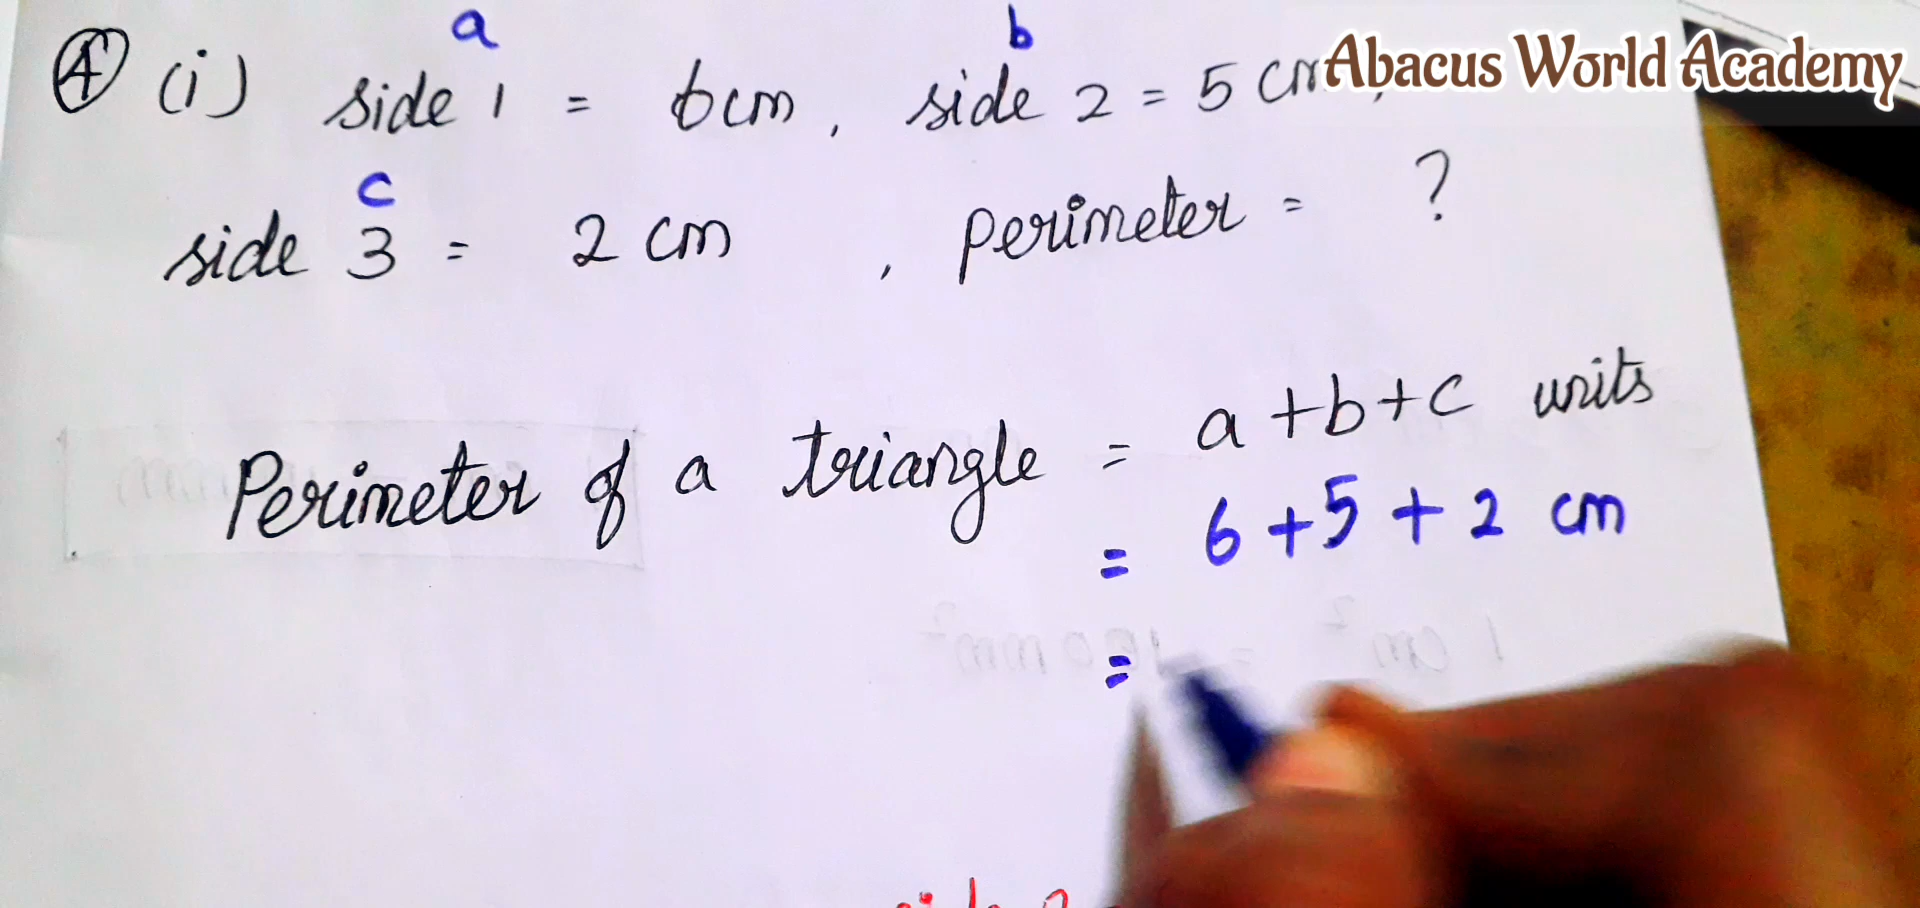 a b
④ (i) side 1 = 6cm, side 2 = 5 cm,
Abacus World Academy
c
side 3 = 2 cm, perimeter = ?
Perimeter of a triangle = a + b + c units
= 6 + 5 + 2 cm
=